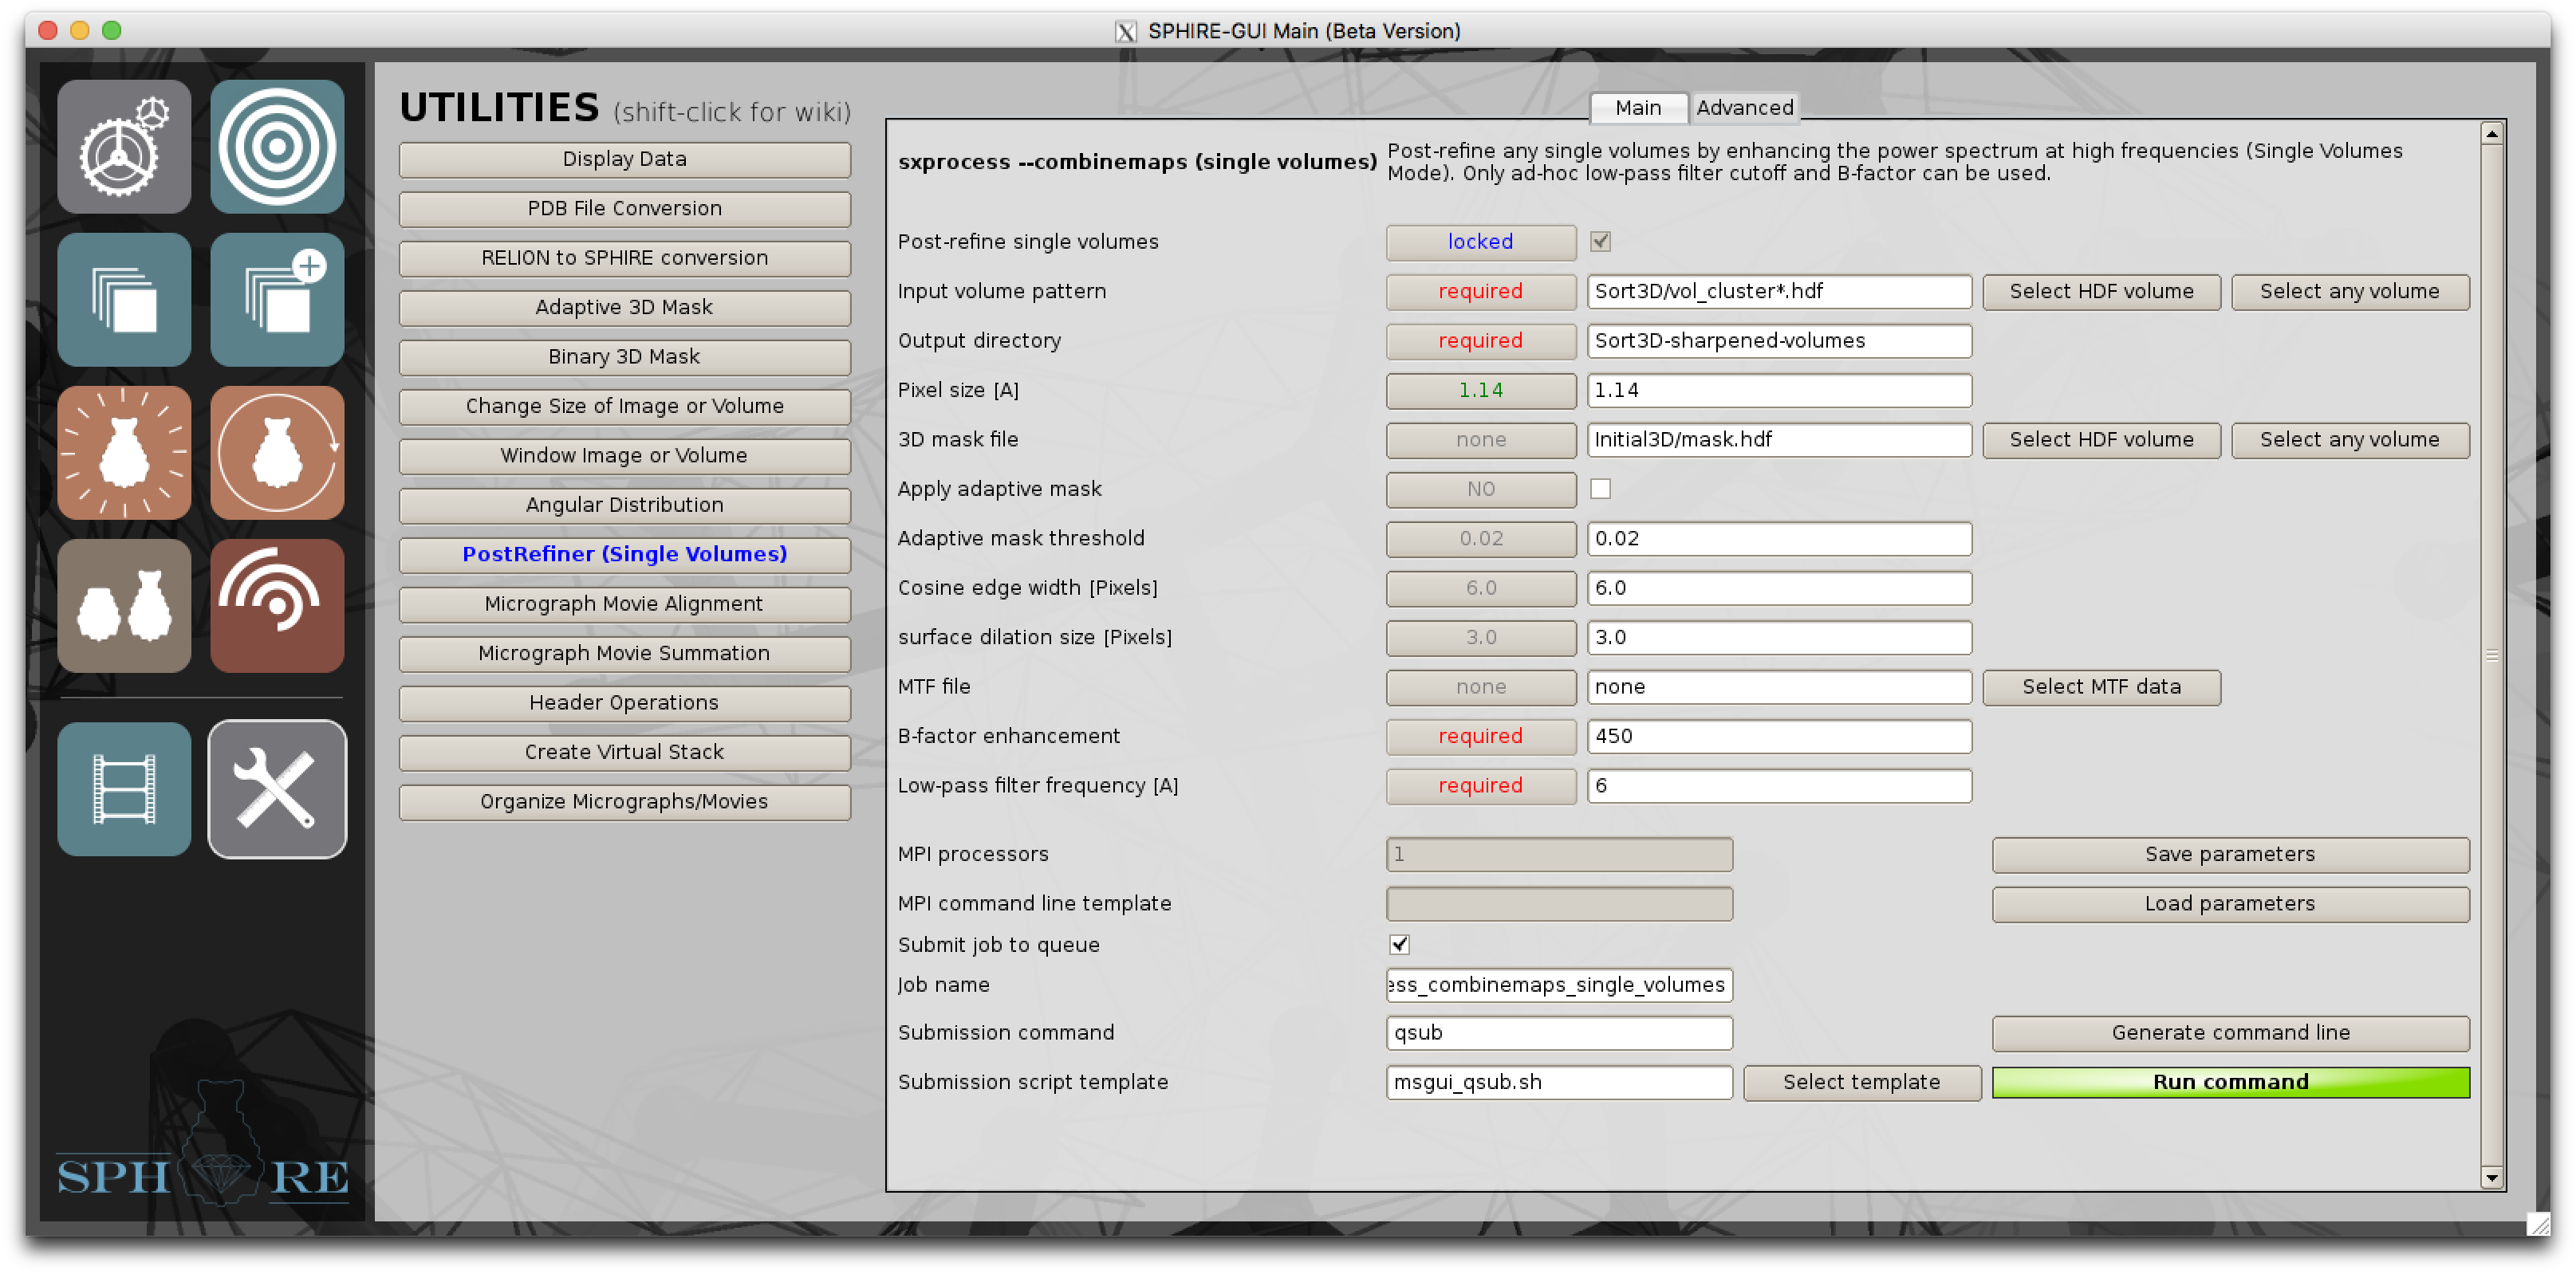 SPHIRE-GUI Main (Beta Version)
UTILITIES (shift-click for wiki)
Display Data
PDB File Conversion
RELION to SPHIRE conversion
Adaptive 3D Mask
Binary 3D Mask
Change Size of Image or Volume
Window Image or Volume
Angular Distribution
PostRefiner (Single Volumes)
Micrograph Movie Alignment
Micrograph Movie Summation
Header Operations
Create Virtual Stack
Organize Micrographs/Movies
SPH RE
Main Advanced
sxprocess --combinemaps (single volumes) Post-refine any single volumes by enhancing the power spectrum at high frequencies (Single Volumes
Mode). Only ad-hoc low-pass filter cutoff and B-factor can be used.
Post-refine single volumes locked
Input volume pattern required Sort3D/vol_cluster*.hdf Select HDF volume Select any volume
Output directory required Sort3D-sharpened-volumes
Pixel size [A] 1.14 1.14
3D mask file none Initial3D/mask.hdf Select HDF volume Select any volume
Apply adaptive mask NO
Adaptive mask threshold 0.02 0.02
Cosine edge width [Pixels] 6.0 6.0
surface dilation size [Pixels] 3.0 3.0
MTF file none none Select MTF data
B-factor enhancement required 450
Low-pass filter frequency [A] required 6
MPI processors 1 Save parameters
MPI command line template Load parameters
Submit job to queue
Job name ess_combinemaps_single_volumes
Submission command qsub Generate command line
Submission script template msgui_qsub.sh Select template Run command